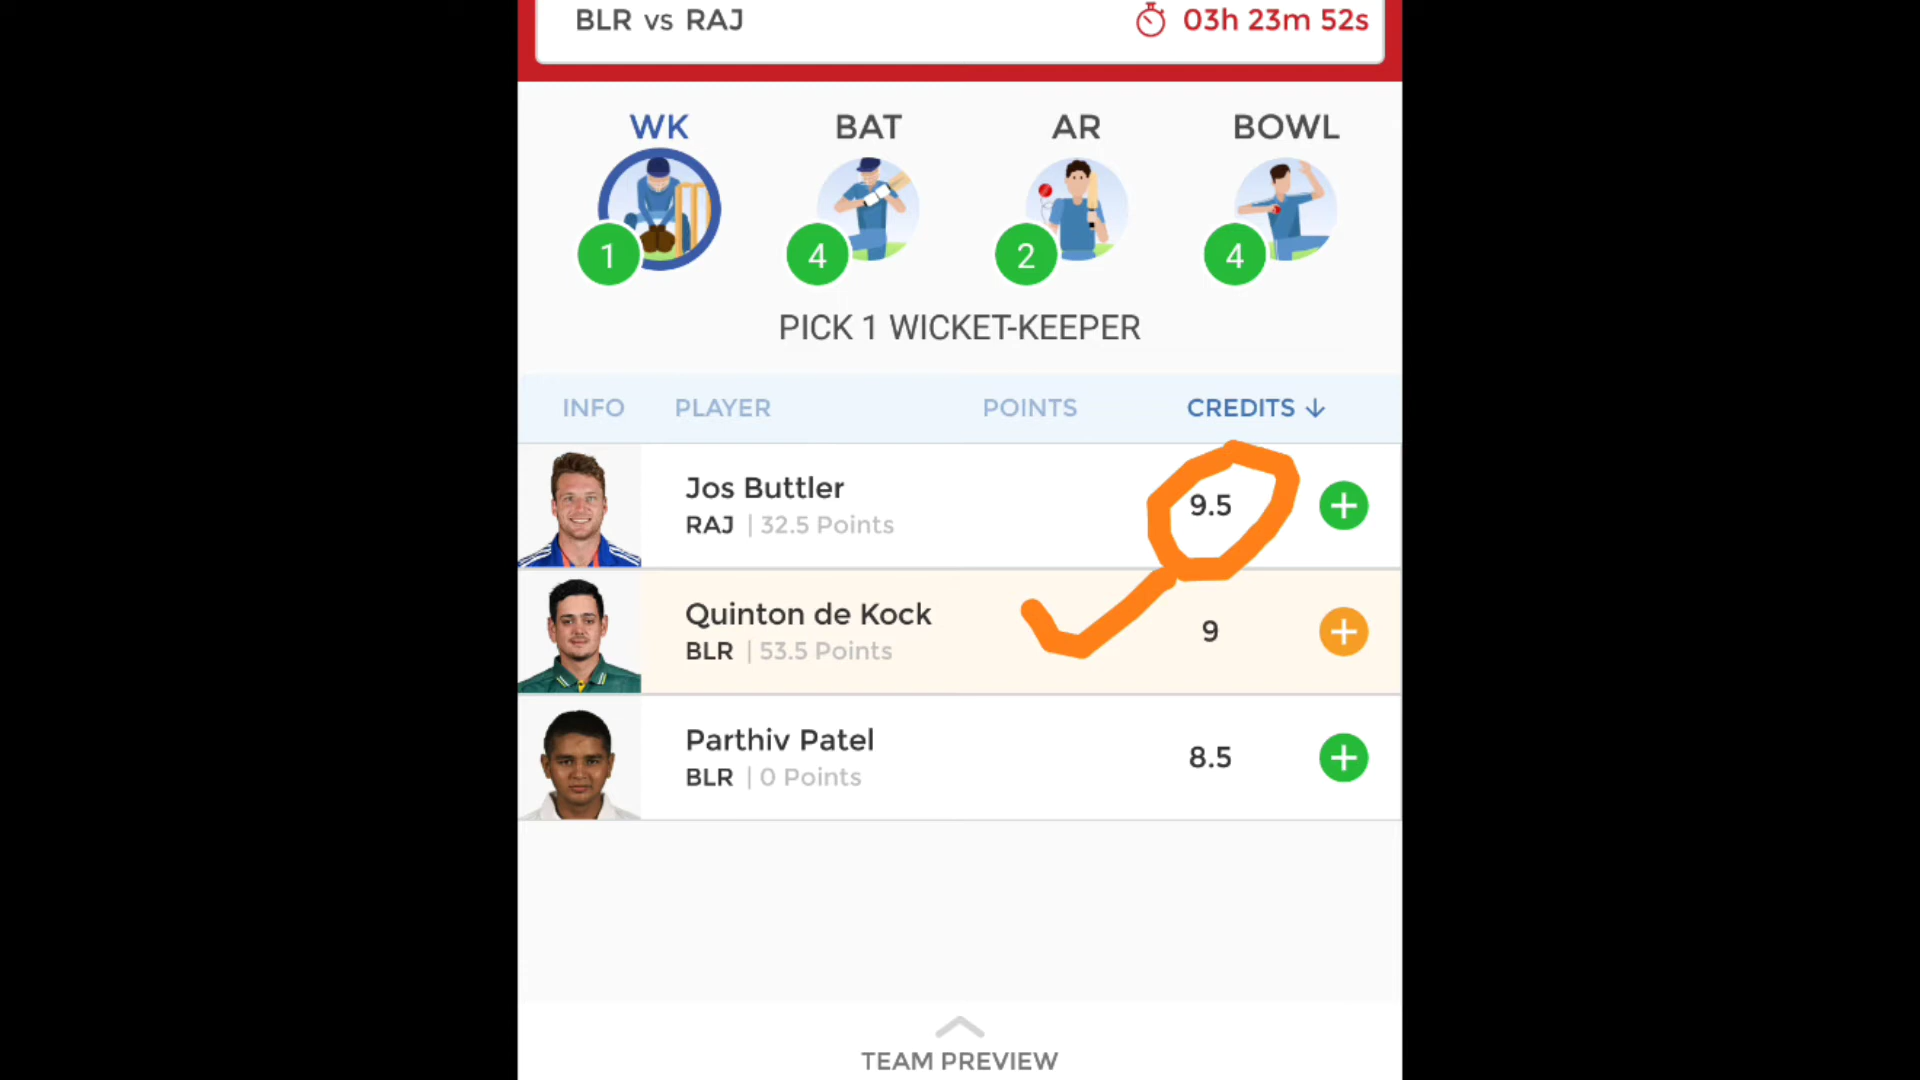 BLR vs RAJ 03h 23m 52s
WK BAT AR BOWL
1 4 2 4
PICK 1 WICKET-KEEPER
INFO PLAYER POINTS CREDITS ↓
Jos Buttler
RAJ | 32.5 Points 9.5 +
Quinton de Kock
BLR | 53.5 Points 9 +
Parthiv Patel
BLR | 0 Points 8.5 +
TEAM PREVIEW